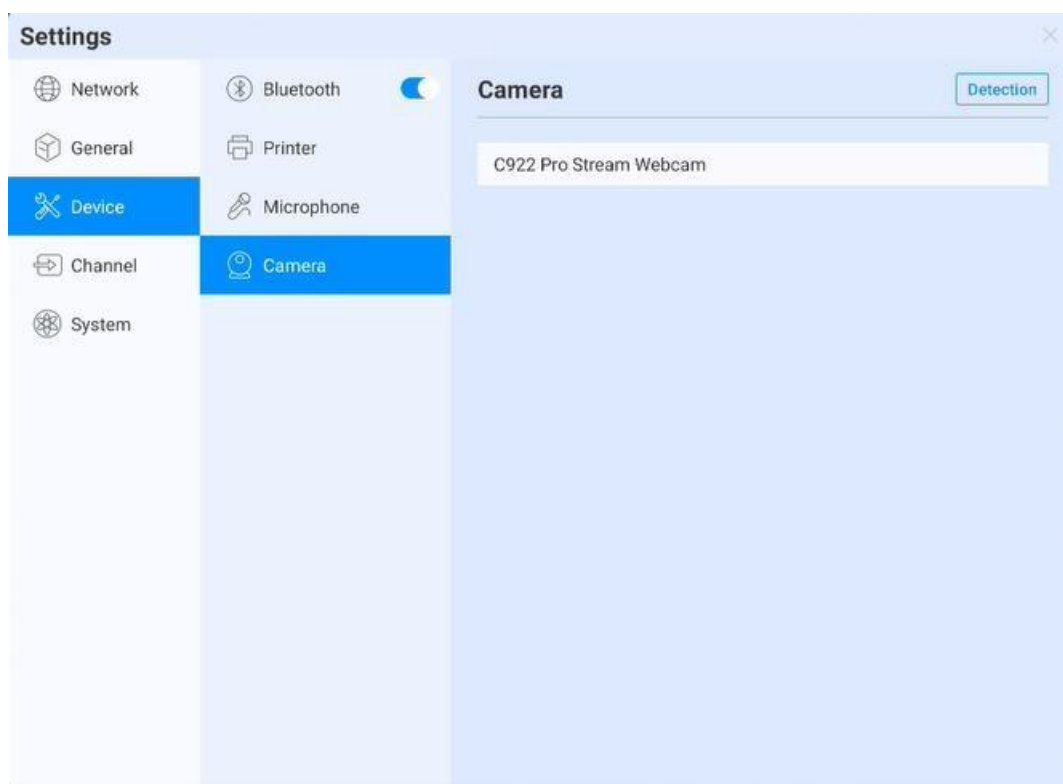 Settings
Network
General
Device
Channel
System
Bluetooth
Printer
Microphone
Camera
Camera
Detection
C922 Pro Stream Webcam